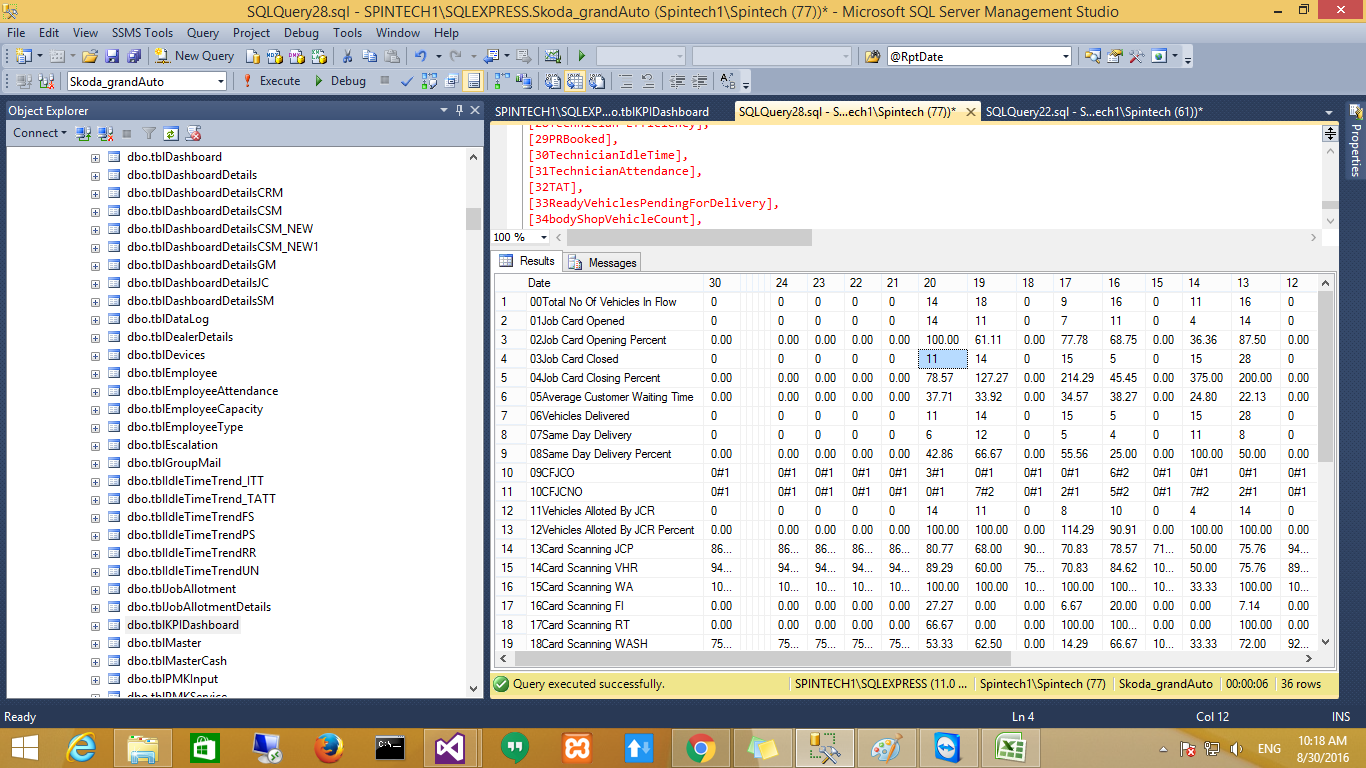 SQLQuery28.sql - SPINTECH1\SQLEXPRESS.Skoda_grandAuto (Spintech1\Spintech (77))* - Microsoft SQL Server Management Studio
File Edit View SSMS Tools Query Project Debug Tools Window Help
New Query @RptDate
Skoda_grandAuto Execute Debug
Object Explorer
Connect
dbo.tblDashboard
dbo.tblDashboardDetails
dbo.tblDashboardDetailsCRM
dbo.tblDashboardDetailsCSM
dbo.tblDashboardDetailsCSM_NEW
dbo.tblDashboardDetailsCSM_NEW1
dbo.tblDashboardDetailsGM
dbo.tblDashboardDetailsJC
dbo.tblDashboardDetailsSM
dbo.tblDataLog
dbo.tblDealerDetails
dbo.tblDevices
dbo.tblEmployee
dbo.tblEmployeeAttendance
dbo.tblEmployeeCapacity
dbo.tblEmployeeType
dbo.tblEscalation
dbo.tblGroupMail
dbo.tblIdleTimeTrend_ITT
dbo.tblIdleTimeTrend_TATT
dbo.tblIdleTimeTrendFS
dbo.tblIdleTimeTrendPS
dbo.tblIdleTimeTrendRR
dbo.tblIdleTimeTrendUN
dbo.tblJobAllotment
dbo.tblJobAllotmentDetails
dbo.tblKPIDashboard
dbo.tblMaster
dbo.tblMasterCash
dbo.tblPMKInput
dbo.tblPMKService
SPINTECH1\SQLEXP...o.tblKPIDashboard SQLQuery28.sql - S...ech1\Spintech (77))* SQLQuery22.sql - S...ech1\Spintech (61))*
Properties
[29PRBooked],
[30TechnicianIdleTime],
[31TechnicianAttendance],
[32TAT],
[33ReadyVehiclesPendingForDelivery],
[34bodyShopVehicleCount],
100 %
Results Messages
Date 30 24 23 22 21 20 19 18 17 16 15 14 13 12
1 00Total No Of Vehicles In Flow 0 0 0 0 0 14 18 0 9 16 0 11 16 0
2 01Job Card Opened 0 0 0 0 0 14 11 0 7 11 0 4 14 0
3 02Job Card Opening Percent 0.00 0.00 0.00 0.00 0.00 100.00 61.11 0.00 77.78 68.75 0.00 36.36 87.50 0.00
4 03Job Card Closed 0 0 0 0 0 11 14 0 15 5 0 15 28 0
5 04Job Card Closing Percent 0.00 0.00 0.00 0.00 0.00 78.57 127.27 0.00 214.29 45.45 0.00 375.00 200.00 0.00
6 05Average Customer Waiting Time 0.00 0.00 0.00 0.00 0.00 37.71 33.92 0.00 34.57 38.27 0.00 24.80 22.13 0.00
7 06Vehicles Delivered 0 0 0 0 0 11 14 0 15 5 0 15 28 0
8 07Same Day Delivery 0 0 0 0 0 6 12 0 5 4 0 11 8 0
9 08Same Day Delivery Percent 0.00 0.00 0.00 0.00 0.00 42.86 66.67 0.00 55.56 25.00 0.00 100.00 50.00 0.00
10 09CFJCO 0#1 0#1 0#1 0#1 0#1 3#1 0#1 0#1 0#1 6#2 0#1 0#1 0#1 0#1
11 10CFJCNO 0#1 0#1 0#1 0#1 0#1 0#1 7#2 0#1 2#1 5#2 0#1 7#2 2#1 0#1
12 11Vehicles Alloted By JCR 0 0 0 0 0 14 11 0 8 10 0 4 14 0
13 12Vehicles Alloted By JCR Percent 0.00 0.00 0.00 0.00 0.00 100.00 100.00 0.00 114.29 90.91 0.00 100.00 100.00 0.00
14 13Card Scanning JCP 86... 86... 86... 86... 86... 80.77 68.00 90... 70.83 78.57 71... 50.00 75.76 94...
15 14Card Scanning VHR 94... 94... 94... 94... 94... 89.29 60.00 75... 70.83 84.62 10... 50.00 75.76 89...
16 15Card Scanning WA 10... 10... 10... 10... 10... 100.00 100.00 10... 100.00 100... 10... 33.33 100.00 10...
17 16Card Scanning FI 0.00 0.00 0.00 0.00 0.00 27.27 0.00 0.00 6.67 20.00 0.00 0.00 7.14 0.00
18 17Card Scanning RT 0.00 0.00 0.00 0.00 0.00 66.67 0.00 0.00 100.00 100... 0.00 0.00 100.00 0.00
19 18Card Scanning WASH 75... 75... 75... 75... 75... 53.33 62.50 0.00 14.29 66.67 10... 33.33 72.00 92...
Query executed successfully. SPINTECH1\SQLEXPRESS (11.0 ... Spintech1\Spintech (77) Skoda_grandAuto 00:00:06 36 rows
Ready Ln 4 Col 12 INS
ENG 10:18 AM
8/30/2016